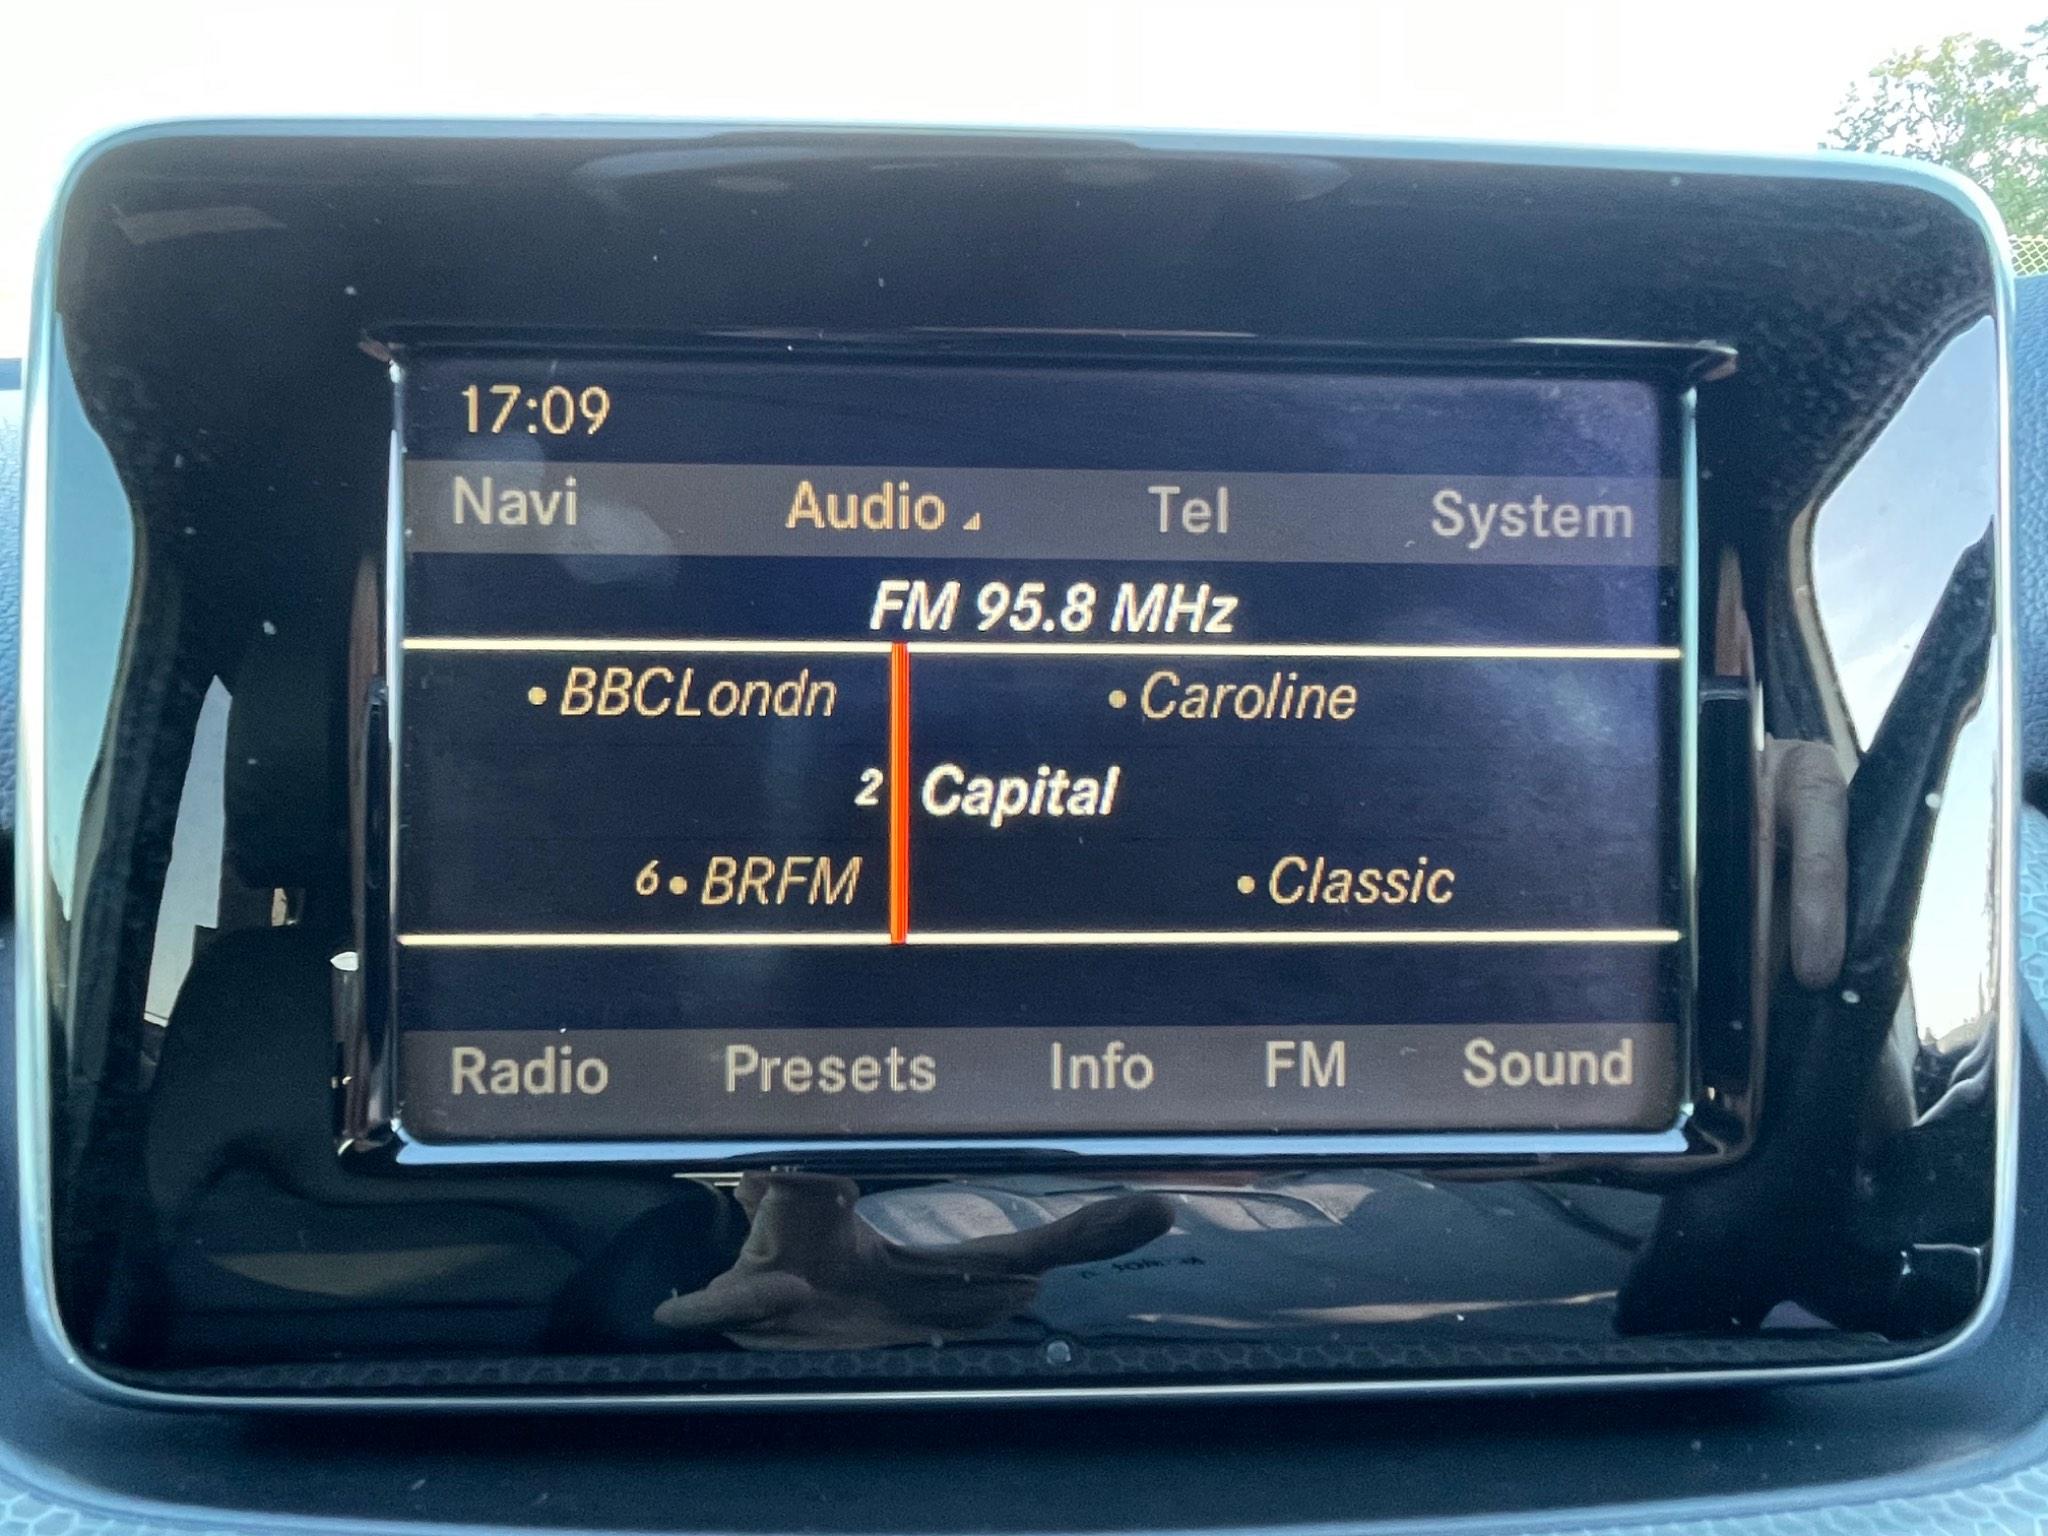 17:09
Navi Audio Tel System
FM 95.8 MHz
•BBCLondn •Caroline
2 Capital
6•BRFM •Classic
Radio Presets Info FM Sound